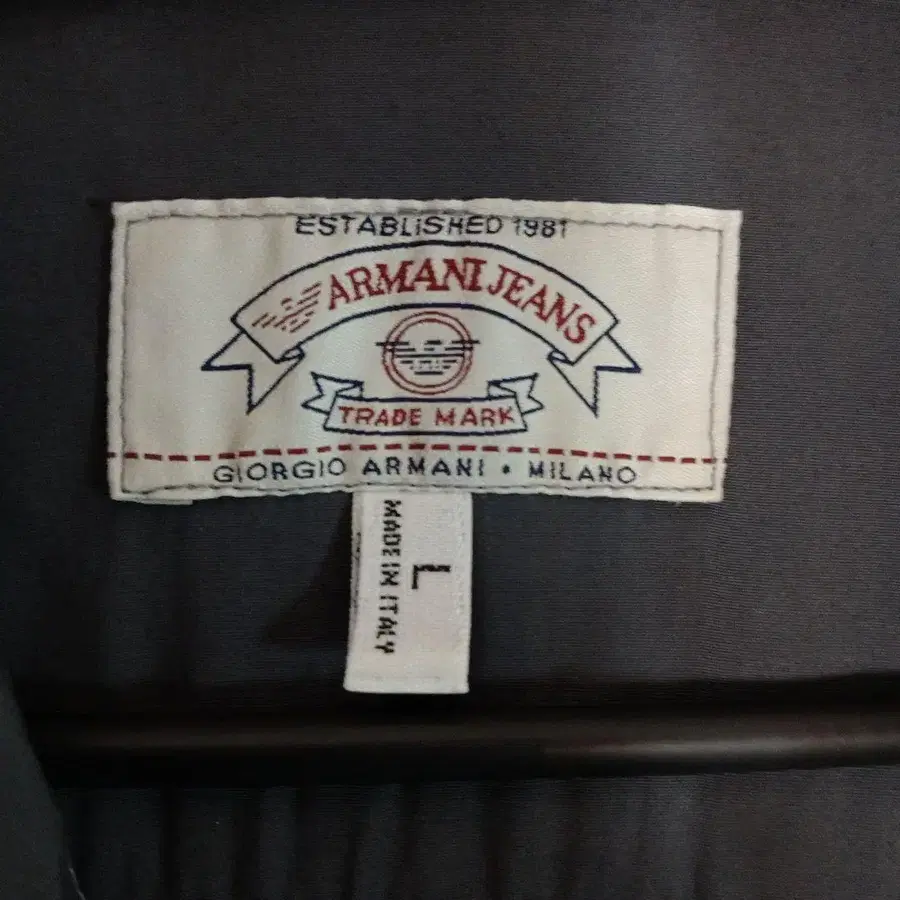 ESTABLISHED 1981
ARMANI JEANS
TRADE MARK
GIORGIO ARMANI • MILANO
L
MADE IN ITALY